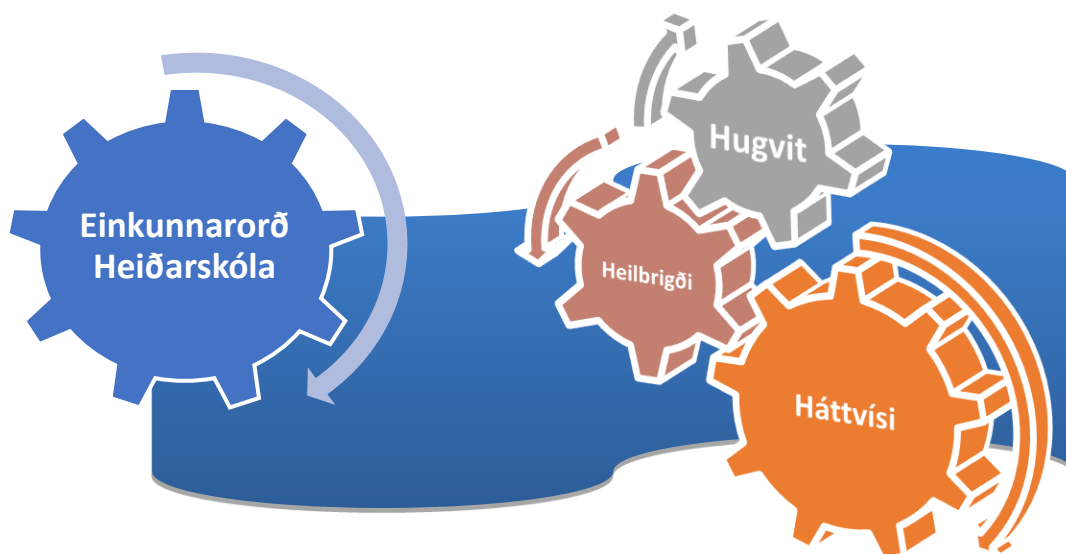 Einkunnarorð
Heiðarskóla
Hugvit
Heilbrigði
Háttvísi